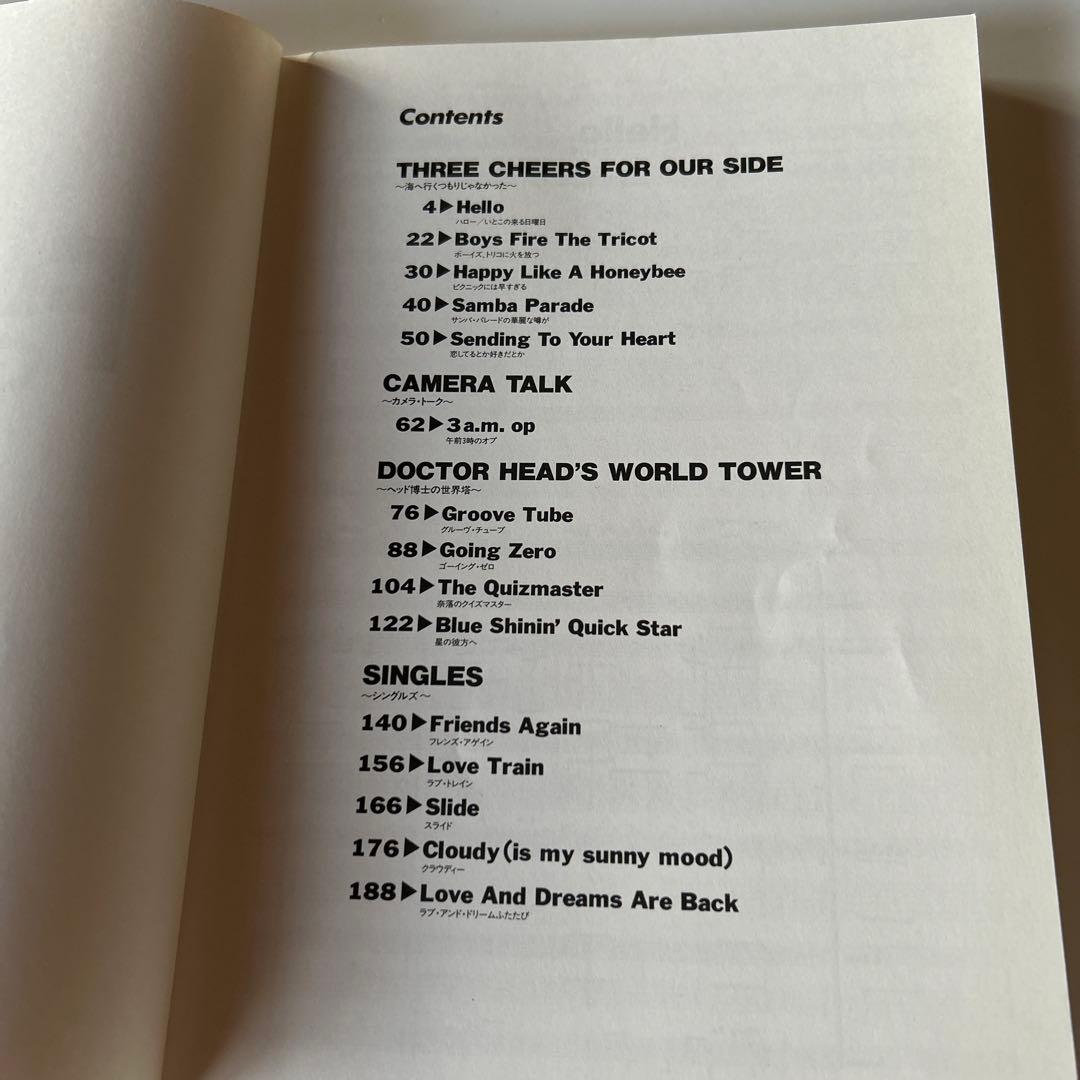 Contents
THREE CHEERS FOR OUR SIDE
〜海へ行くつもりじゃなかった〜
4▶Hello
ハロー／いとこの来る日曜日
22▶Boys Fire The Tricot
ボーイズ、トリコに火を放つ
30▶Happy Like A Honeybee
ピクニックには早すぎる
40▶Samba Parade
サンバ・パレードの華麗な噂が
50▶Sending To Your Heart
恋してるとか好きだとか
CAMERA TALK
〜カメラ・トーク〜
62▶3 a.m. op
午前3時のオプ
DOCTOR HEAD'S WORLD TOWER
〜ヘッド博士の世界塔〜
76▶Groove Tube
グルーヴ・チューブ
88▶Going Zero
ゴーイング・ゼロ
104▶The Quizmaster
奈落のクイズマスター
122▶Blue Shinin' Quick Star
星の彼方へ
SINGLES
〜シングルズ〜
140▶Friends Again
フレンズ・アゲイン
156▶Love Train
ラブ・トレイン
166▶Slide
スライド
176▶Cloudy (is my sunny mood)
クラウディー
188▶Love And Dreams Are Back
ラブ・アンド・ドリームふたたび